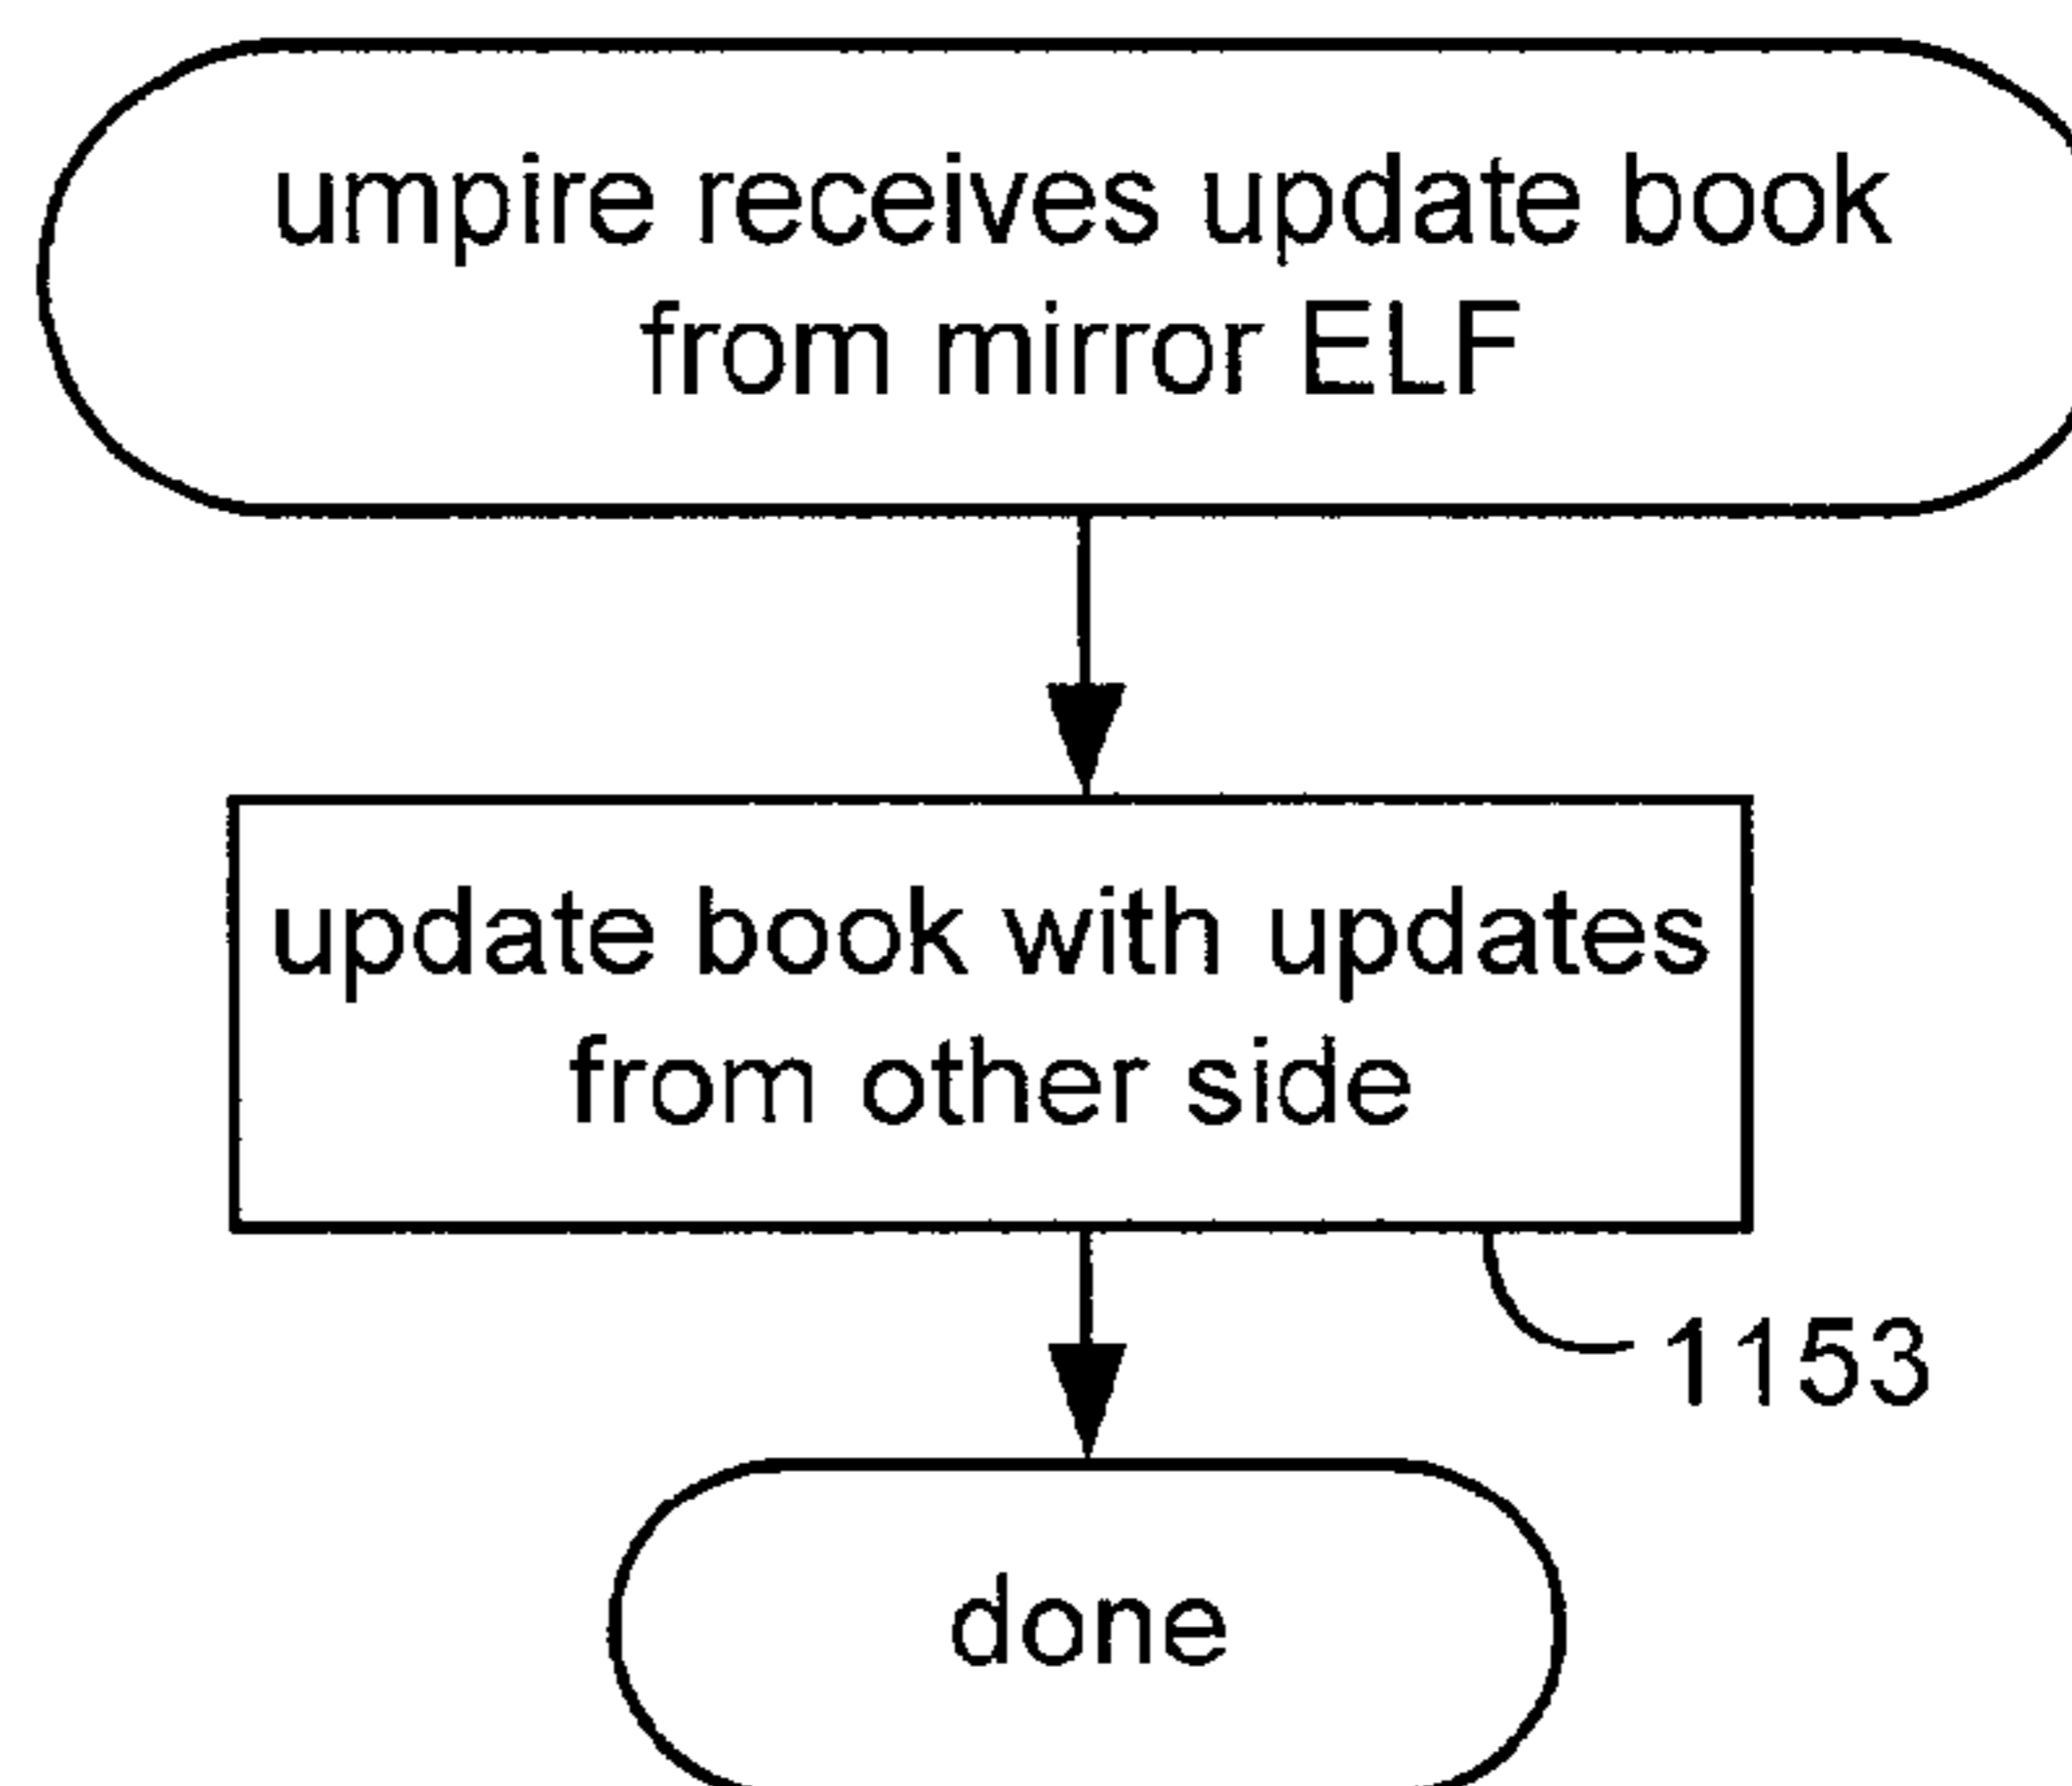 umpire receives update book
from mirror ELF
update book with updates
from other side
1153
done